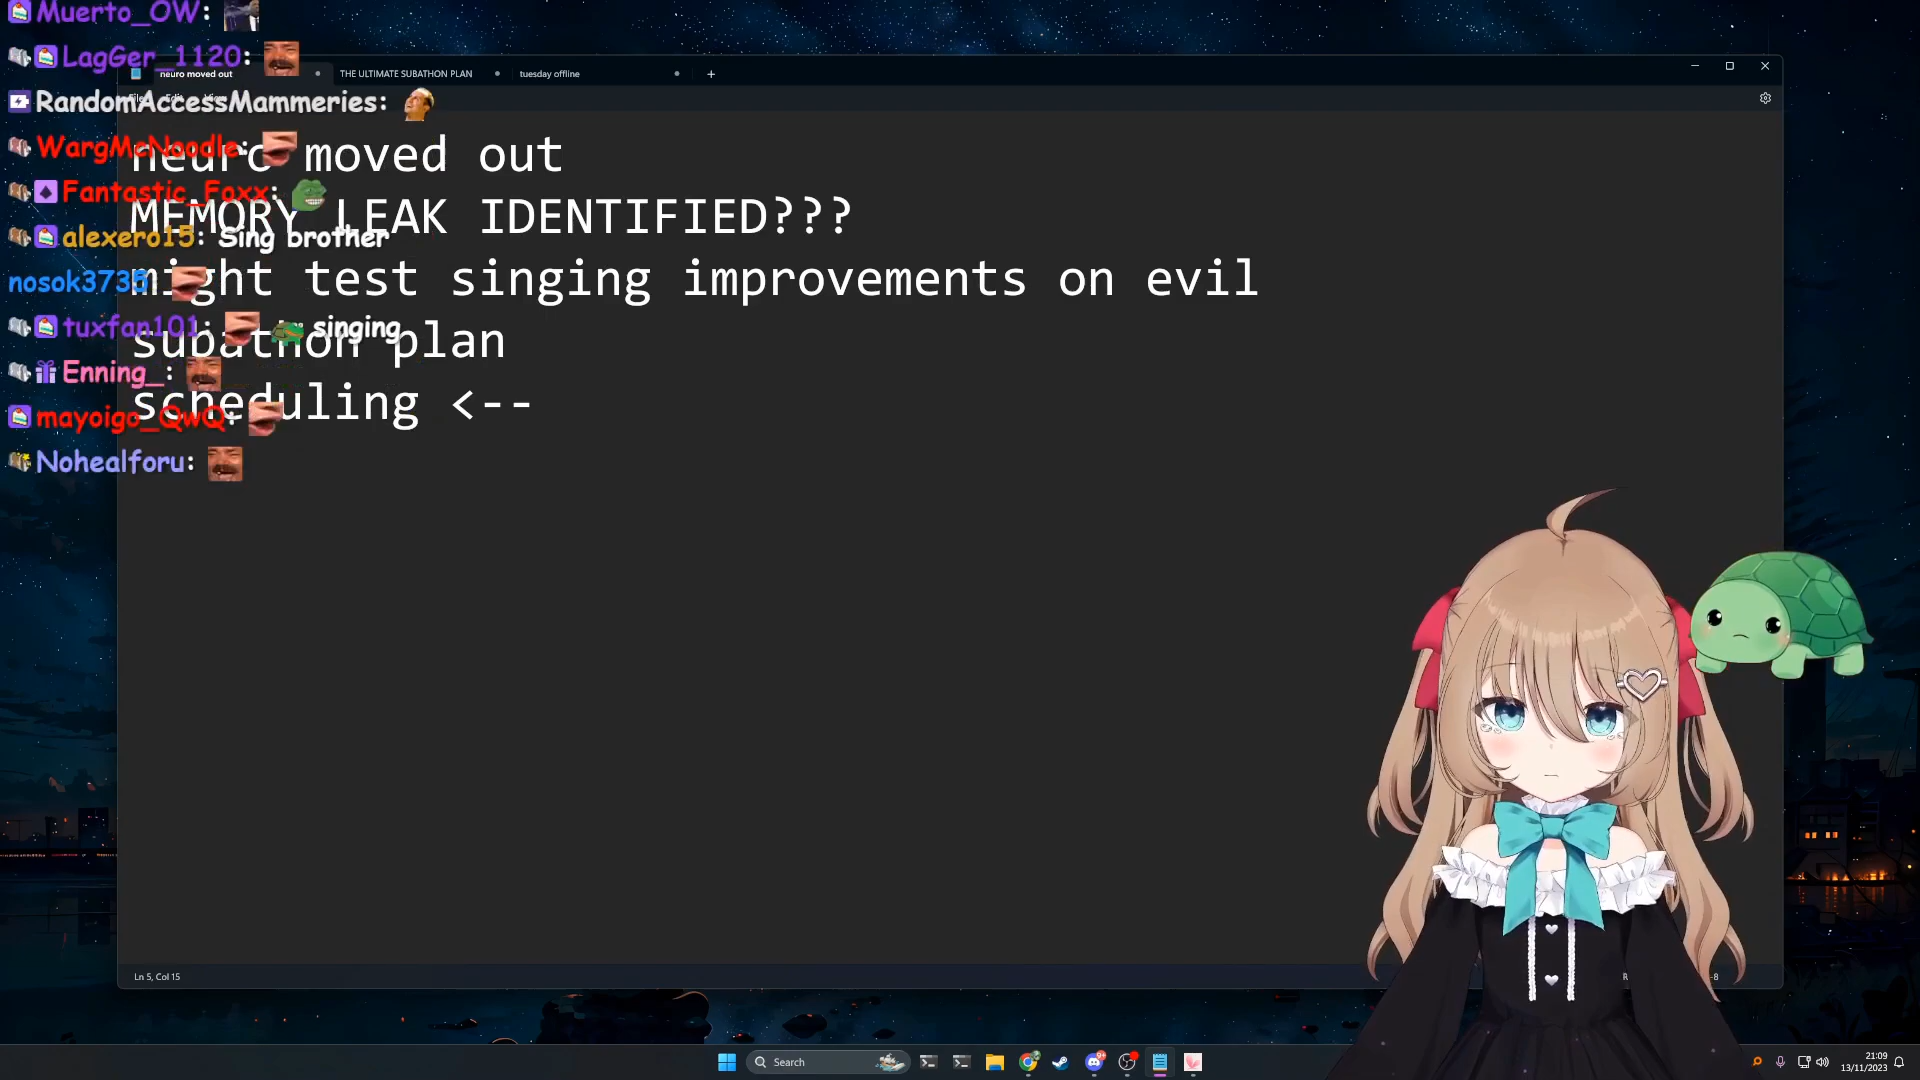 Muerto_OW:
LagGer_1120:
neuro moved out
THE ULTIMATE SUBATHON PLAN
tuesday offline
RandomAccessMammeries:
WargMcNoodle:
neuro moved out
Fantastic_Foxx:
MEMORY LEAK IDENTIFIED???
alexero15: Sing brother
nosok3735:
might test singing improvements on evil
tuxfan101: singing
subathon plan
Enning_:
scheduling <--
mayoigo_QwQ:
Nohealforu:
Ln 5, Col 15
Search
21:09
13/11/2023